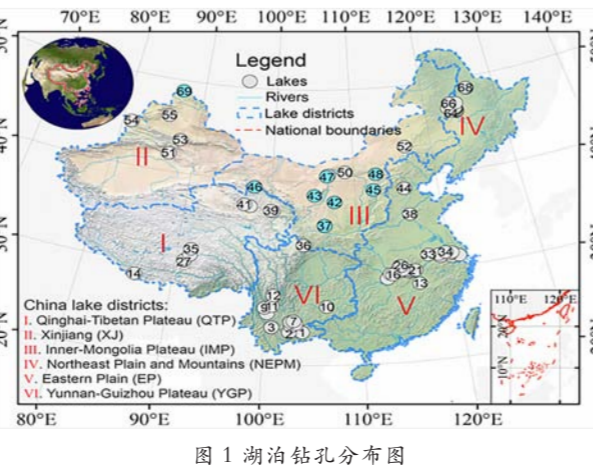 70°E 80°E 90°E 100°E 110°E 120°E 130°E 140°E
50°N
40°N
30°N
20°N
Legend
Lakes
Rivers
Lake districts
National boundaries
69
68
55
54
66
64
IV
53
51
II
52
50
47
48
46
45
44
43
42
41
39
III
38
37
36
I
35
27
14
33
34
26
21
16
13
V
VI
12
9
11
10
7
3
2
1
China lake districts:
I. Qinghai-Tibetan Plateau (QTP)
II. Xinjiang (XJ)
III. Inner-Mongolia Plateau (IMP)
IV. Northeast Plain and Mountains (NEPM)
V. Eastern Plain (EP)
VI. Yunnan-Guizhou Plateau (YGP)
110°E 120°E
20°N
10°N
80°E 90°E 100°E 110°E 120°E
图 1 湖泊钻孔分布图